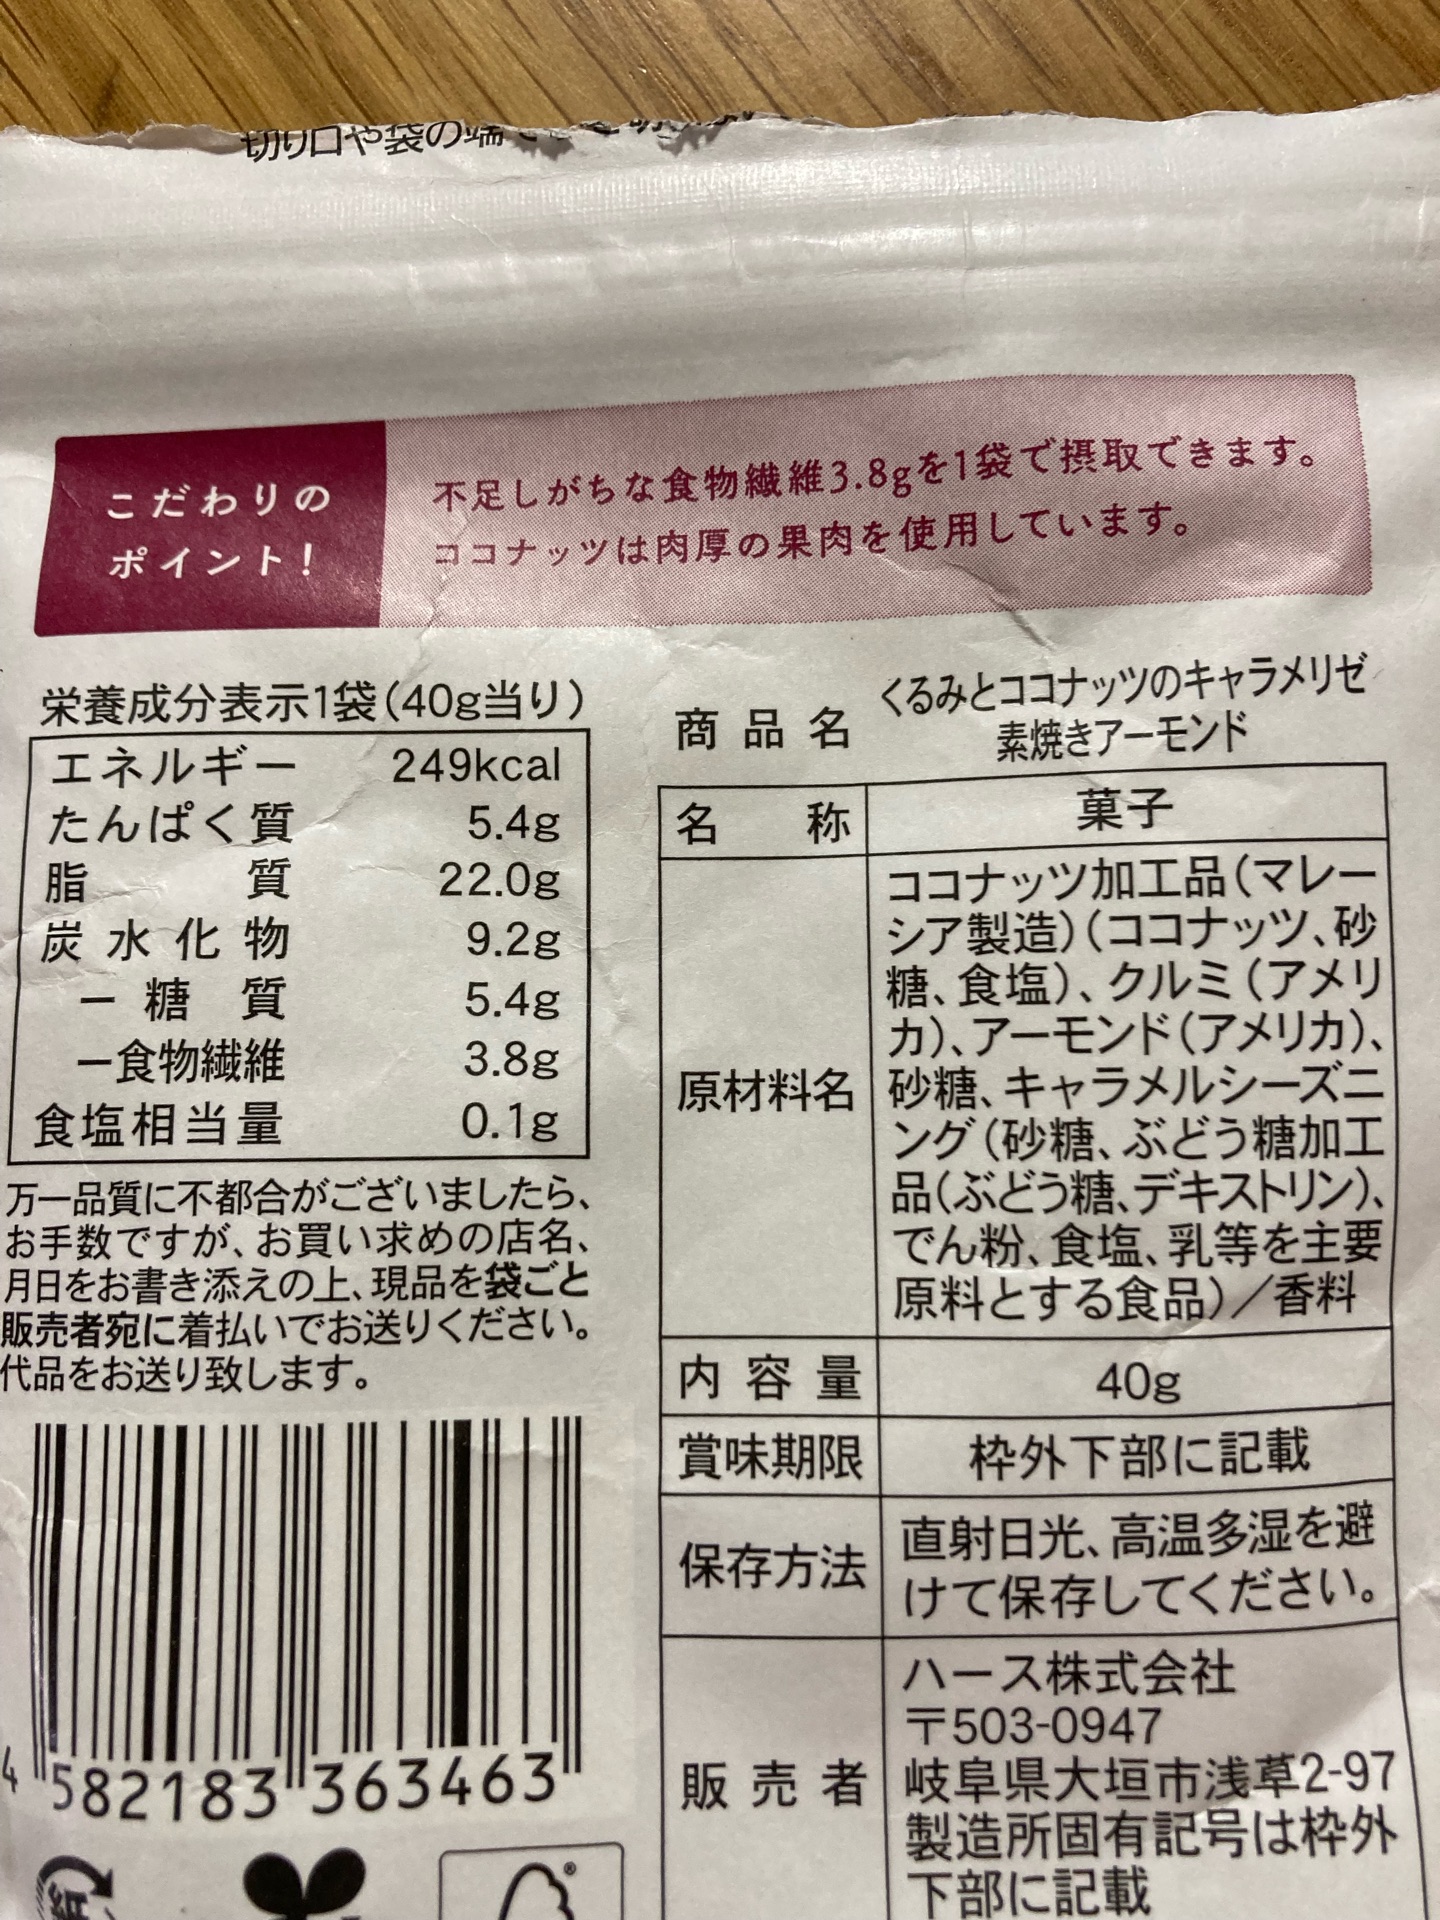 切り口や袋の端
こだわりの
ポイント!
不足しがちな食物繊維3.8gを1袋で摂取できます。
ココナッツは肉厚の果肉を使用しています。
栄養成分表示1袋(40g当り)
エネルギー 249kcal
たんぱく質 5.4g
脂質 22.0g
炭水化物 9.2g
ー糖質 5.4g
ー食物繊維 3.8g
食塩相当量 0.1g
万一品質に不都合がございましたら、
お手数ですが、お買い求めの店名、
月日をお書き添えの上、現品を袋ごと
販売者宛に着払いでお送りください。
代品をお送り致します。
4 582183 363463
商品名 くるみとココナッツのキャラメリゼ
素焼きアーモンド
名称 菓子
原材料名
ココナッツ加工品(マレー
シア製造)(ココナッツ、砂
糖、食塩)、クルミ(アメリ
カ)、アーモンド(アメリカ)、
砂糖、キャラメルシーズニ
ング(砂糖、ぶどう糖加工
品(ぶどう糖、デキストリン)、
でん粉、食塩、乳等を主要
原料とする食品)/香料
内容量 40g
賞味期限 枠外下部に記載
保存方法
直射日光、高温多湿を避
けて保存してください。
販売者
ハース株式会社
〒503-0947
岐阜県大垣市浅草2-97
製造所固有記号は枠外
下部に記載